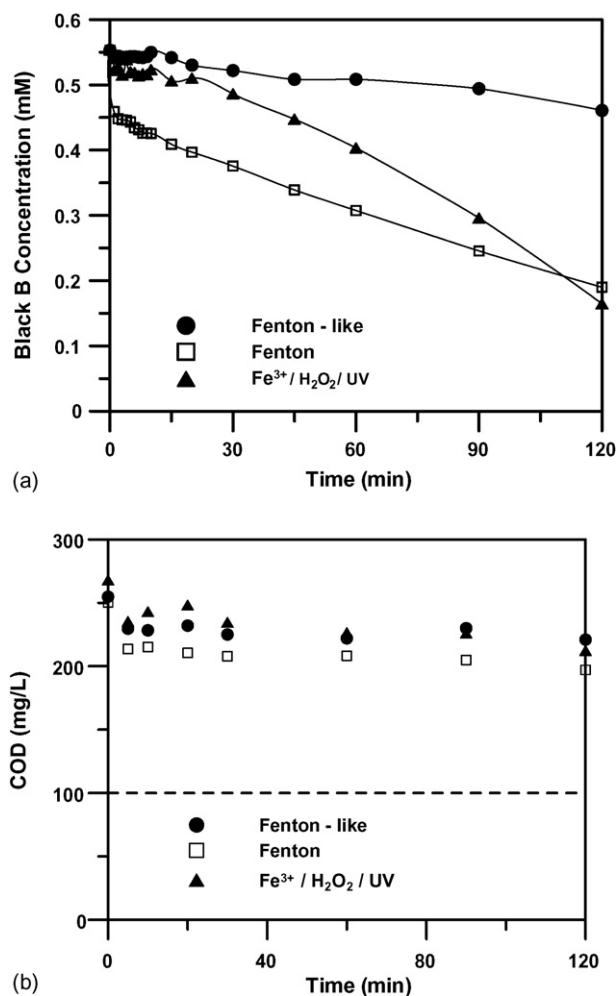 0.6
0.5
0.4
0.3
0.2
0.1
0
Black B Concentration (mM)
Fenton - like
Fenton
Fe³⁺ / H₂O₂ / UV
0 30 60 90 120
Time (min)
(a)
300
200
100
0
COD (mg/L)
Fenton - like
Fenton
Fe³⁺ / H₂O₂ / UV
0 40 80 120
Time (min)
(b)